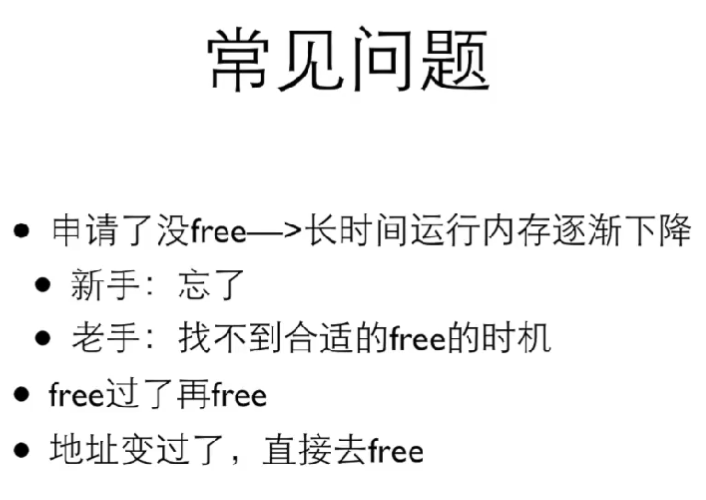 常见问题
• 申请了没free—>长时间运行内存逐渐下降
• 新手：忘了
• 老手：找不到合适的free的时机
• free过了再free
• 地址变过了，直接去free